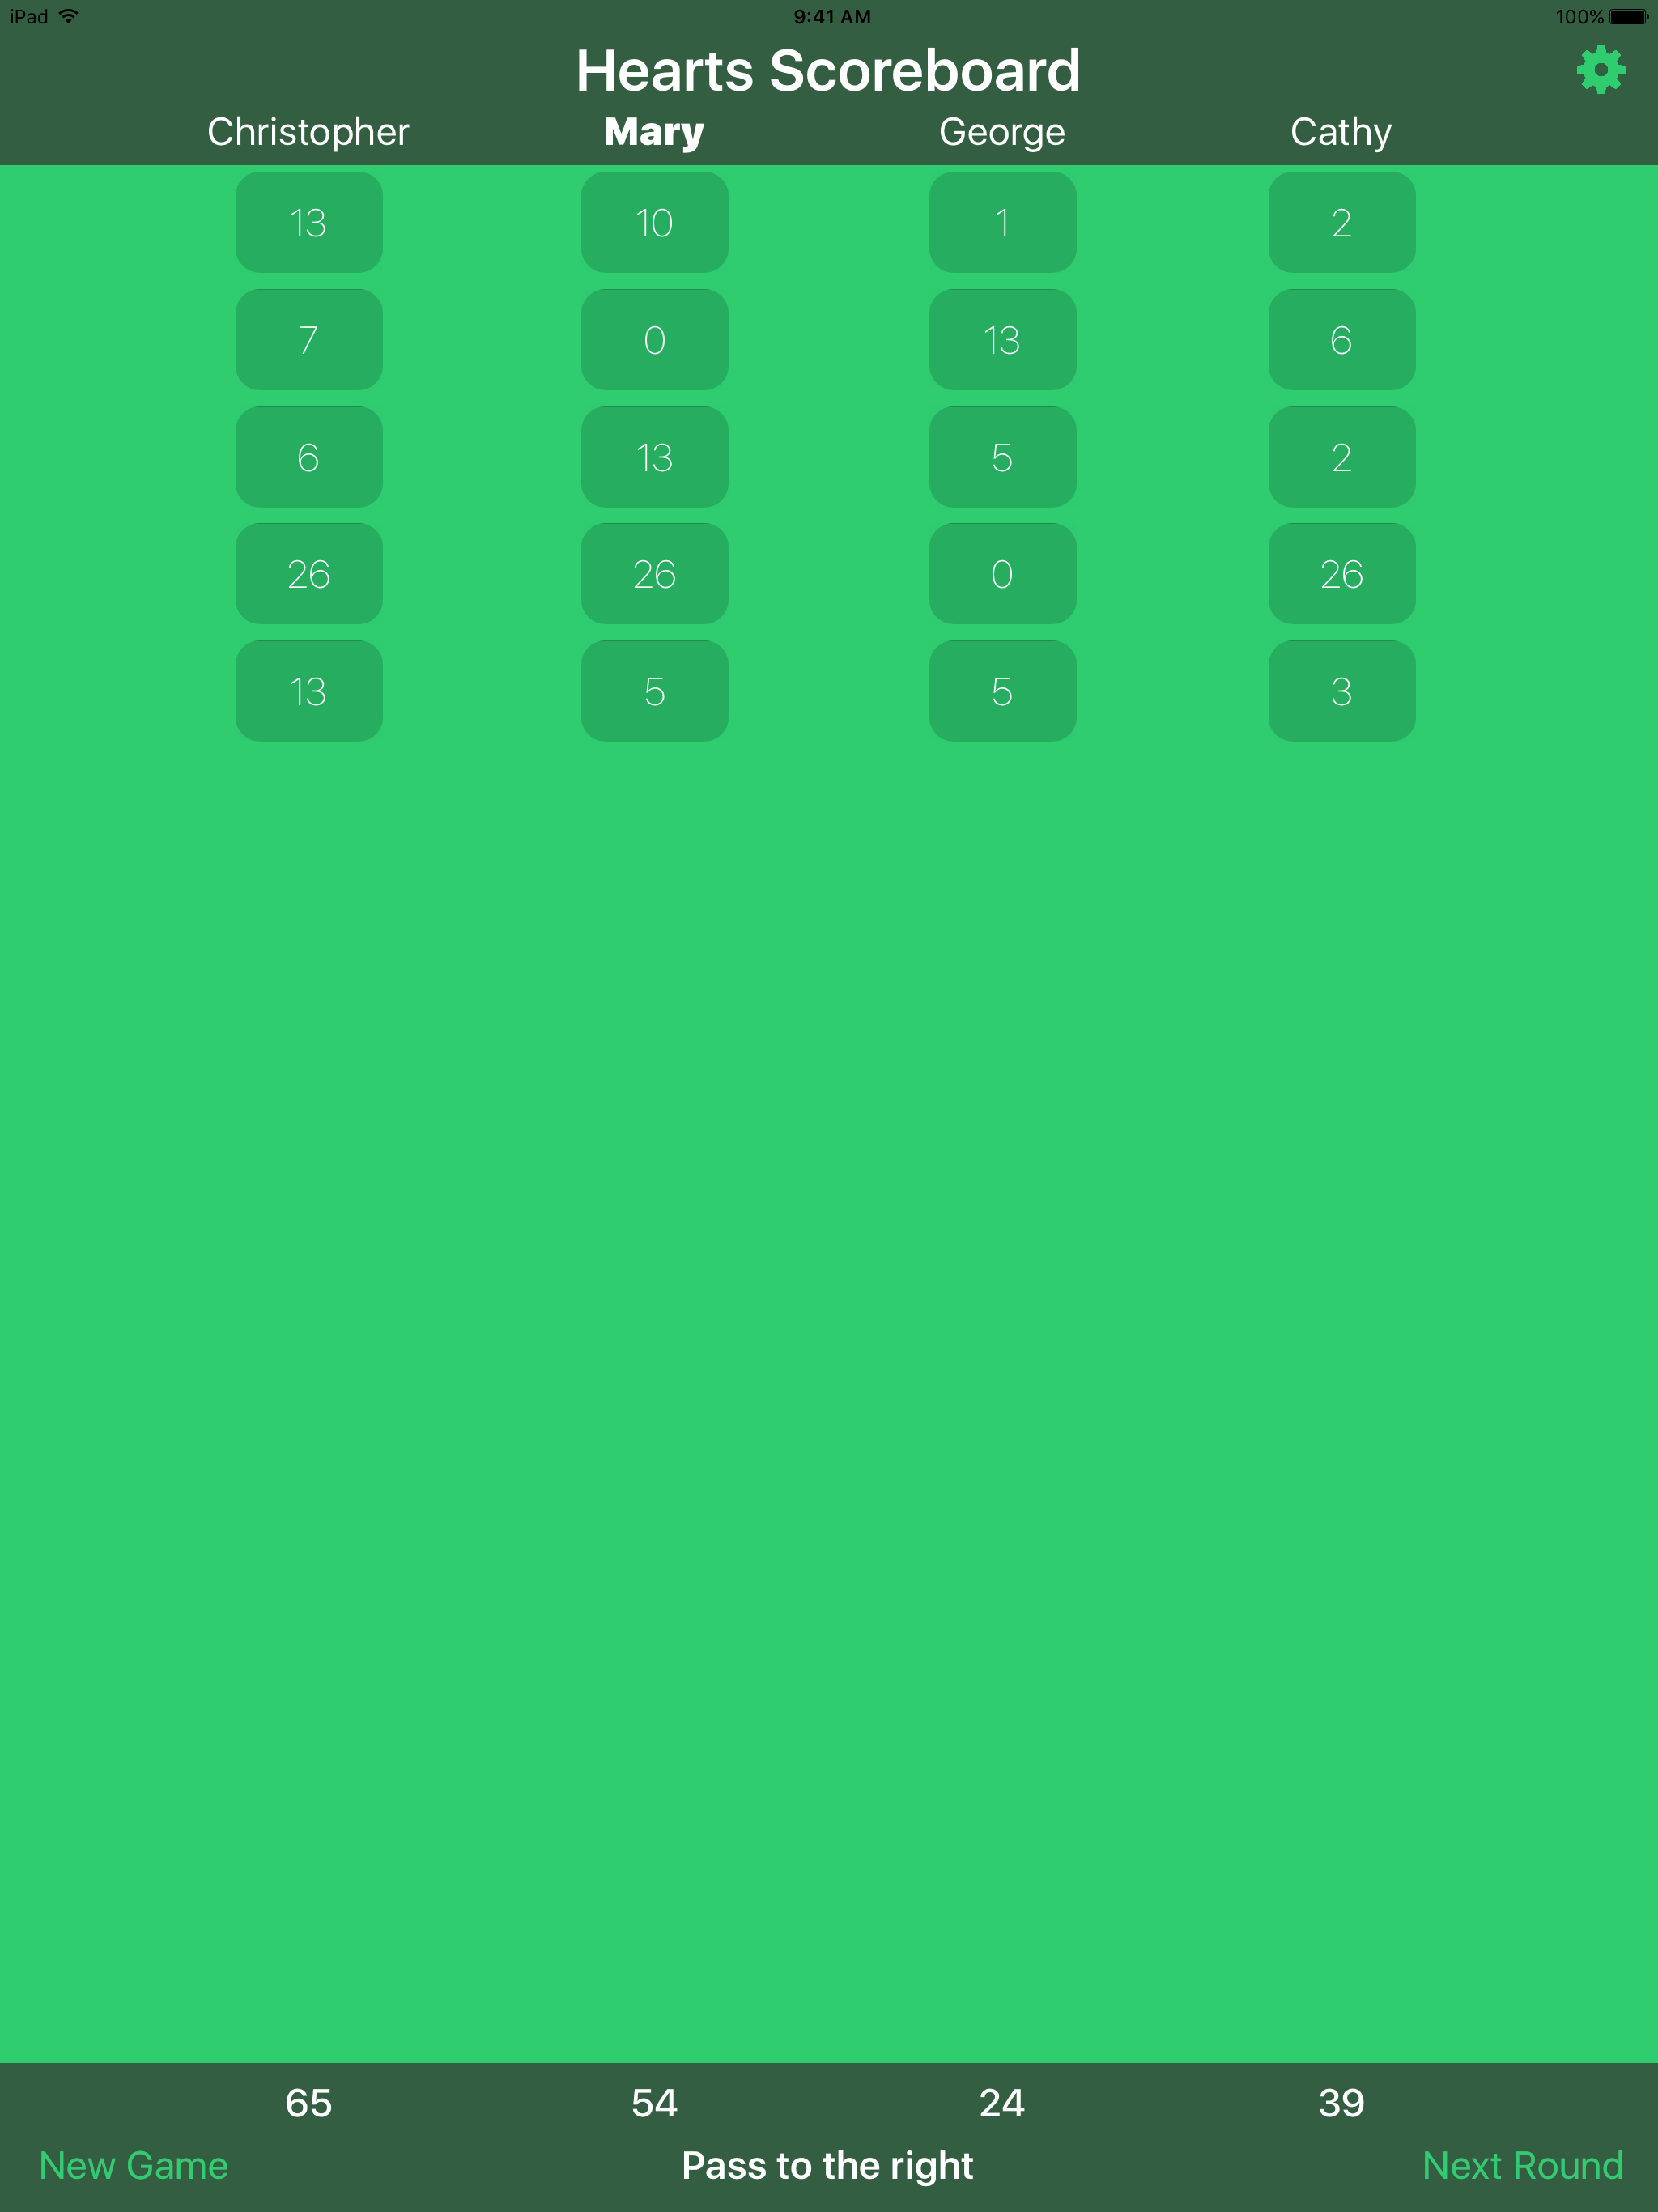 iPad 9:41 AM 100%
Hearts Scoreboard
Christopher Mary George Cathy
13 10 1 2
7 0 13 6
6 13 5 2
26 26 0 26
13 5 5 3
65 54 24 39
New Game Pass to the right Next Round